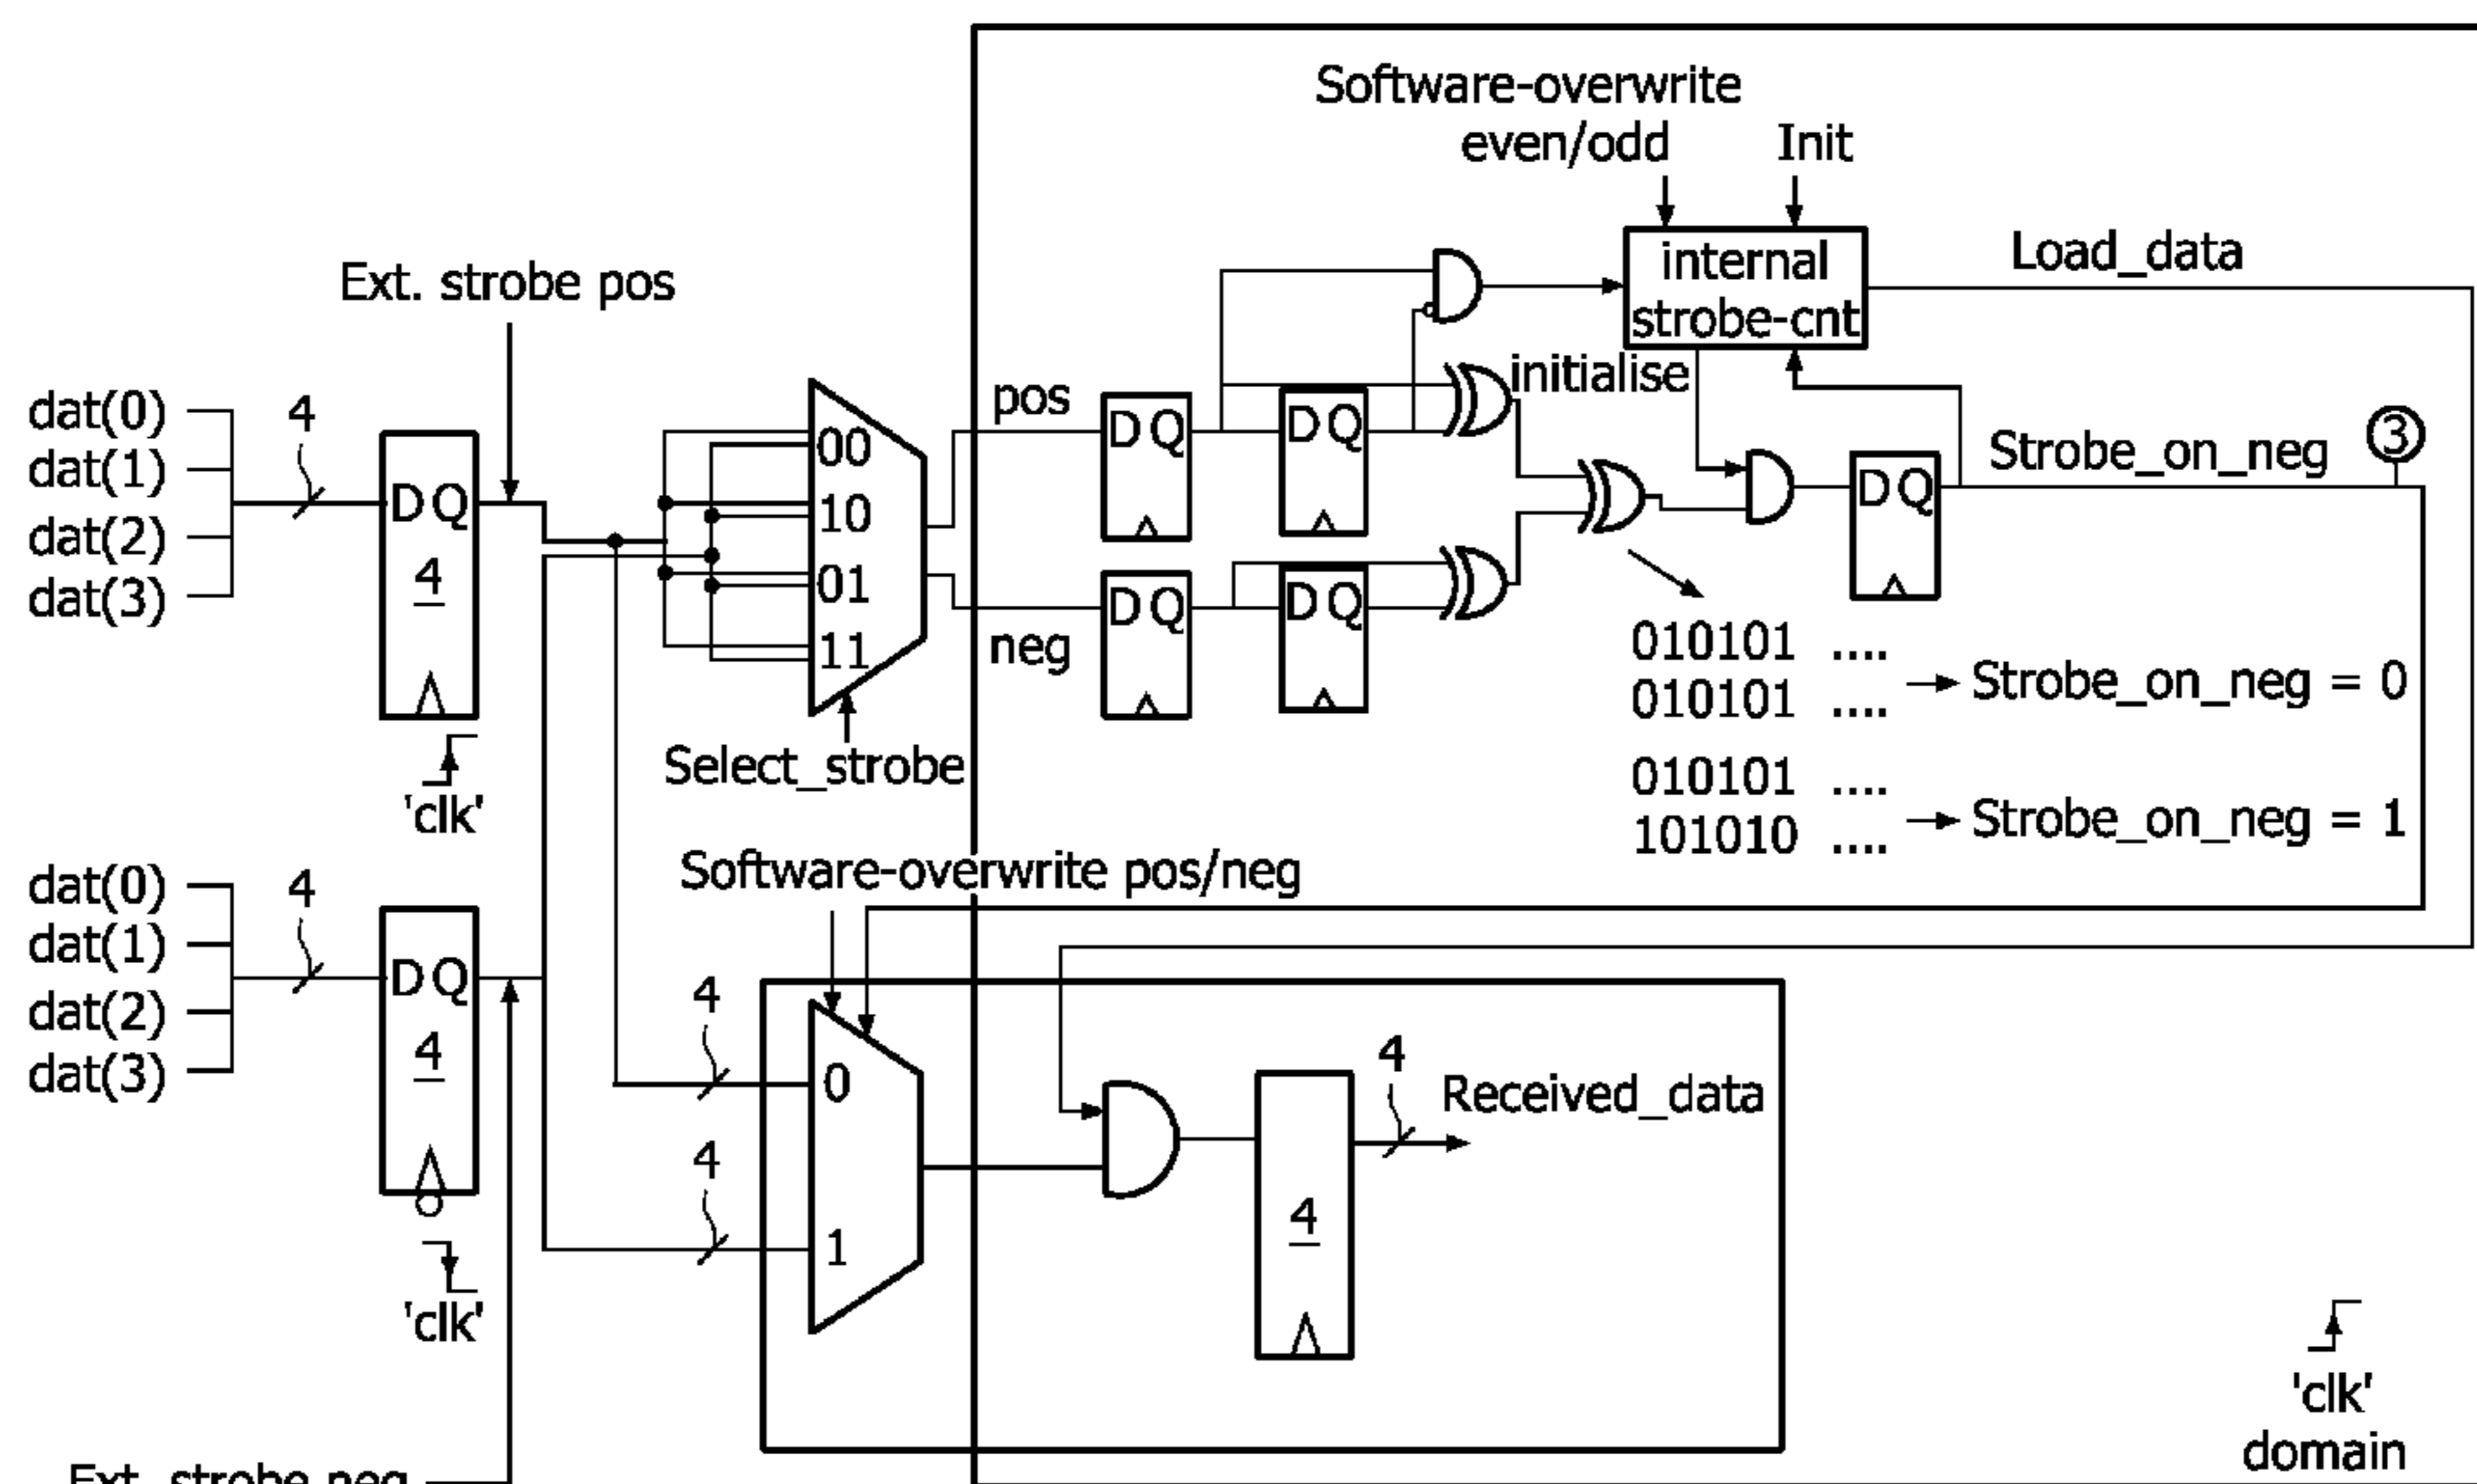 Software-overwrite
even/odd
Init
Ext. strobe pos
internal
strobe-cnt
Load_data
dat(0)
dat(1)
dat(2)
dat(3)
4
D Q
4
'clk'
00
10
01
11
Select_strobe
pos
neg
D Q
D Q
D Q
D Q
initialise
D Q
Strobe_on_neg
3
010101 ....
010101 ....
Strobe_on_neg = 0
010101 ....
101010 ....
Strobe_on_neg = 1
Software-overwrite pos/neg
dat(0)
dat(1)
dat(2)
dat(3)
4
D Q
4
'clk'
4
0
4
1
4
4
Received_data
'clk'
domain
Ext. strobe neg